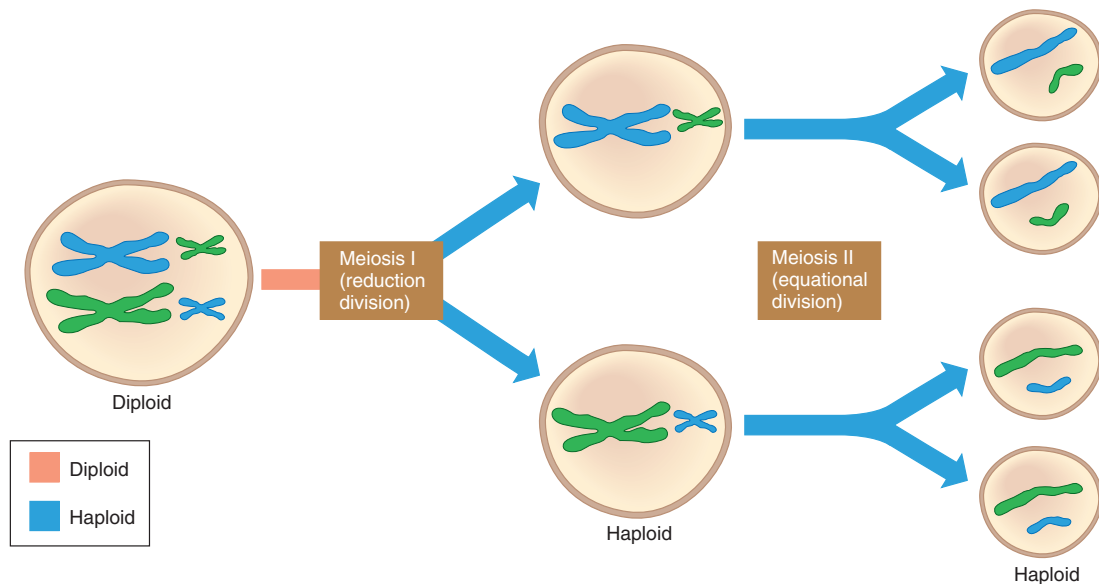 Meiosis I
(reduction
division)
Meiosis II
(equational
division)
Diploid
Diploid
Haploid
Haploid
Haploid